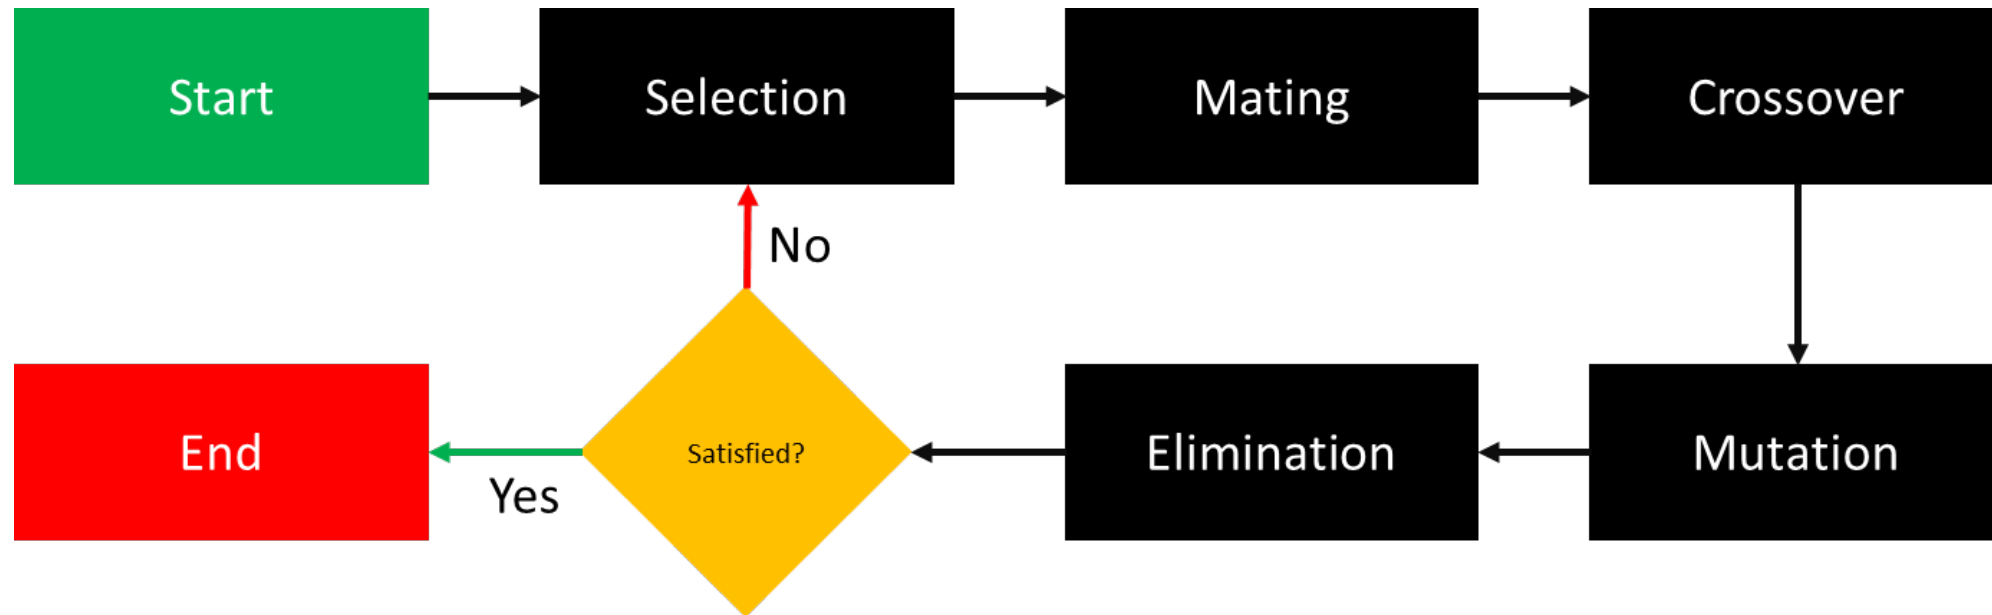 Start
Selection
Mating
Crossover
No
End
Yes
Satisfied?
Elimination
Mutation